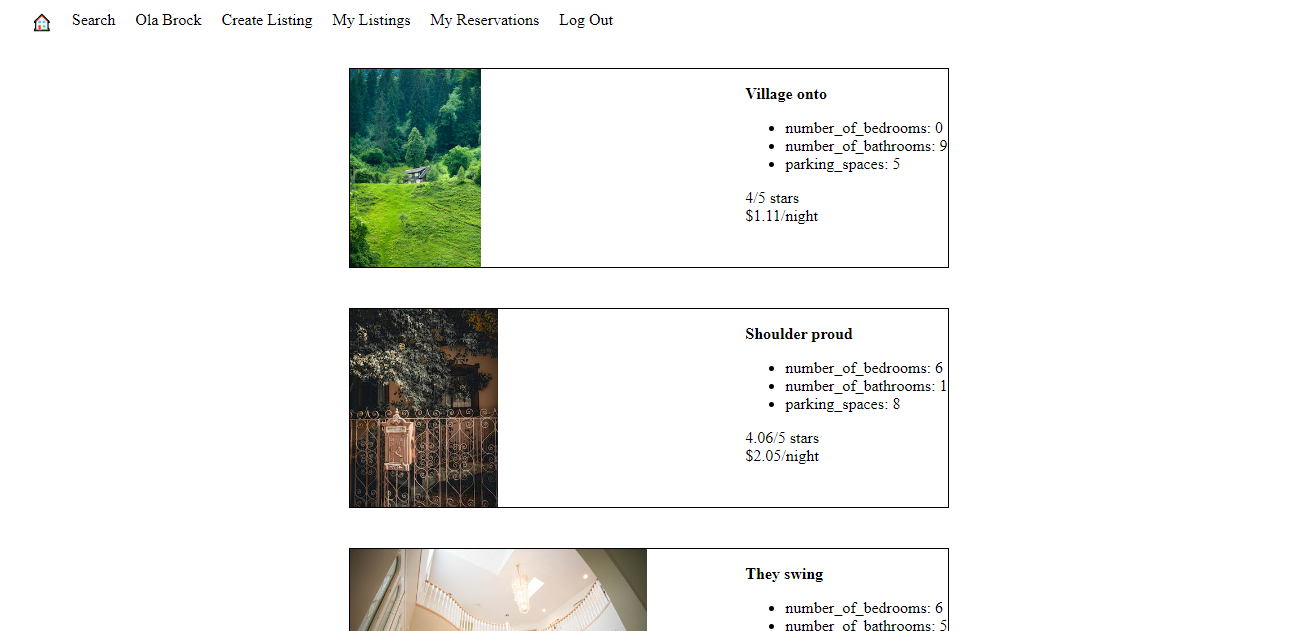 Search Ola Brock Create Listing My Listings My Reservations Log Out
Village onto
number_of_bedrooms: 0
number_of_bathrooms: 9
parking_spaces: 5
4/5 stars
$1.11/night
Shoulder proud
number_of_bedrooms: 6
number_of_bathrooms: 1
parking_spaces: 8
4.06/5 stars
$2.05/night
They swing
number_of_bedrooms: 6
number_of_bathrooms: 5